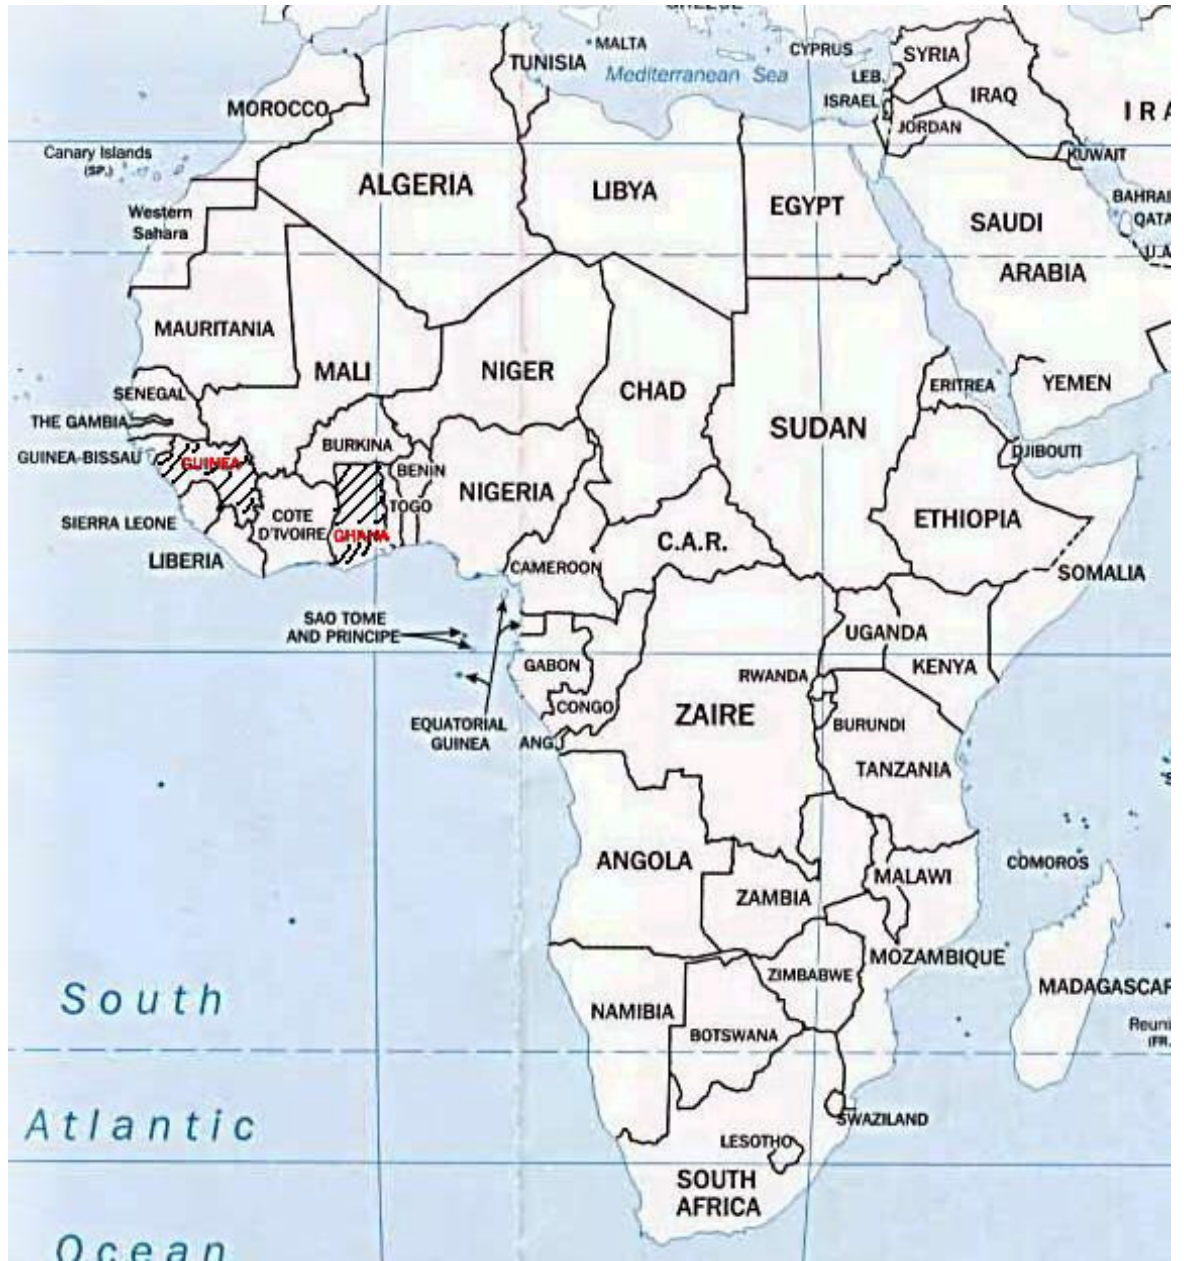 GREECE
MALTA
CYPRUS
SYRIA
TUNISIA
Mediterranean Sea
LEB.
ISRAEL
IRAQ
MOROCCO
JORDAN
IRA
Canary Islands
(SP.)
KUWAIT
ALGERIA
LIBYA
EGYPT
BAHRAI
QATA
Western
Sahara
SAUDI
ARABIA
U.A
MAURITANIA
MALI
NIGER
CHAD
SUDAN
ERITREA
YEMEN
SENEGAL
THE GAMBIA
GUINEA-BISSAU
GUINEA
BURKINA
BENIN
NIGERIA
DJIBOUTI
TOGO
SIERRA LEONE
COTE
D'IVOIRE
GHANA
ETHIOPIA
LIBERIA
CAMEROON
C.A.R.
SOMALIA
SAO TOME
AND PRINCIPE
UGANDA
KENYA
GABON
RWANDA
CONGO
ZAIRE
EQUATORIAL
GUINEA
ANG.
BURUNDI
TANZANIA
ANGOLA
COMOROS
ZAMBIA
MALAWI
MOZAMBIQUE
ZIMBABWE
MADAGASCAR
NAMIBIA
BOTSWANA
Reuni
(FR.
South
Atlantic
Ocean
SWAZILAND
LESOTHO
SOUTH
AFRICA